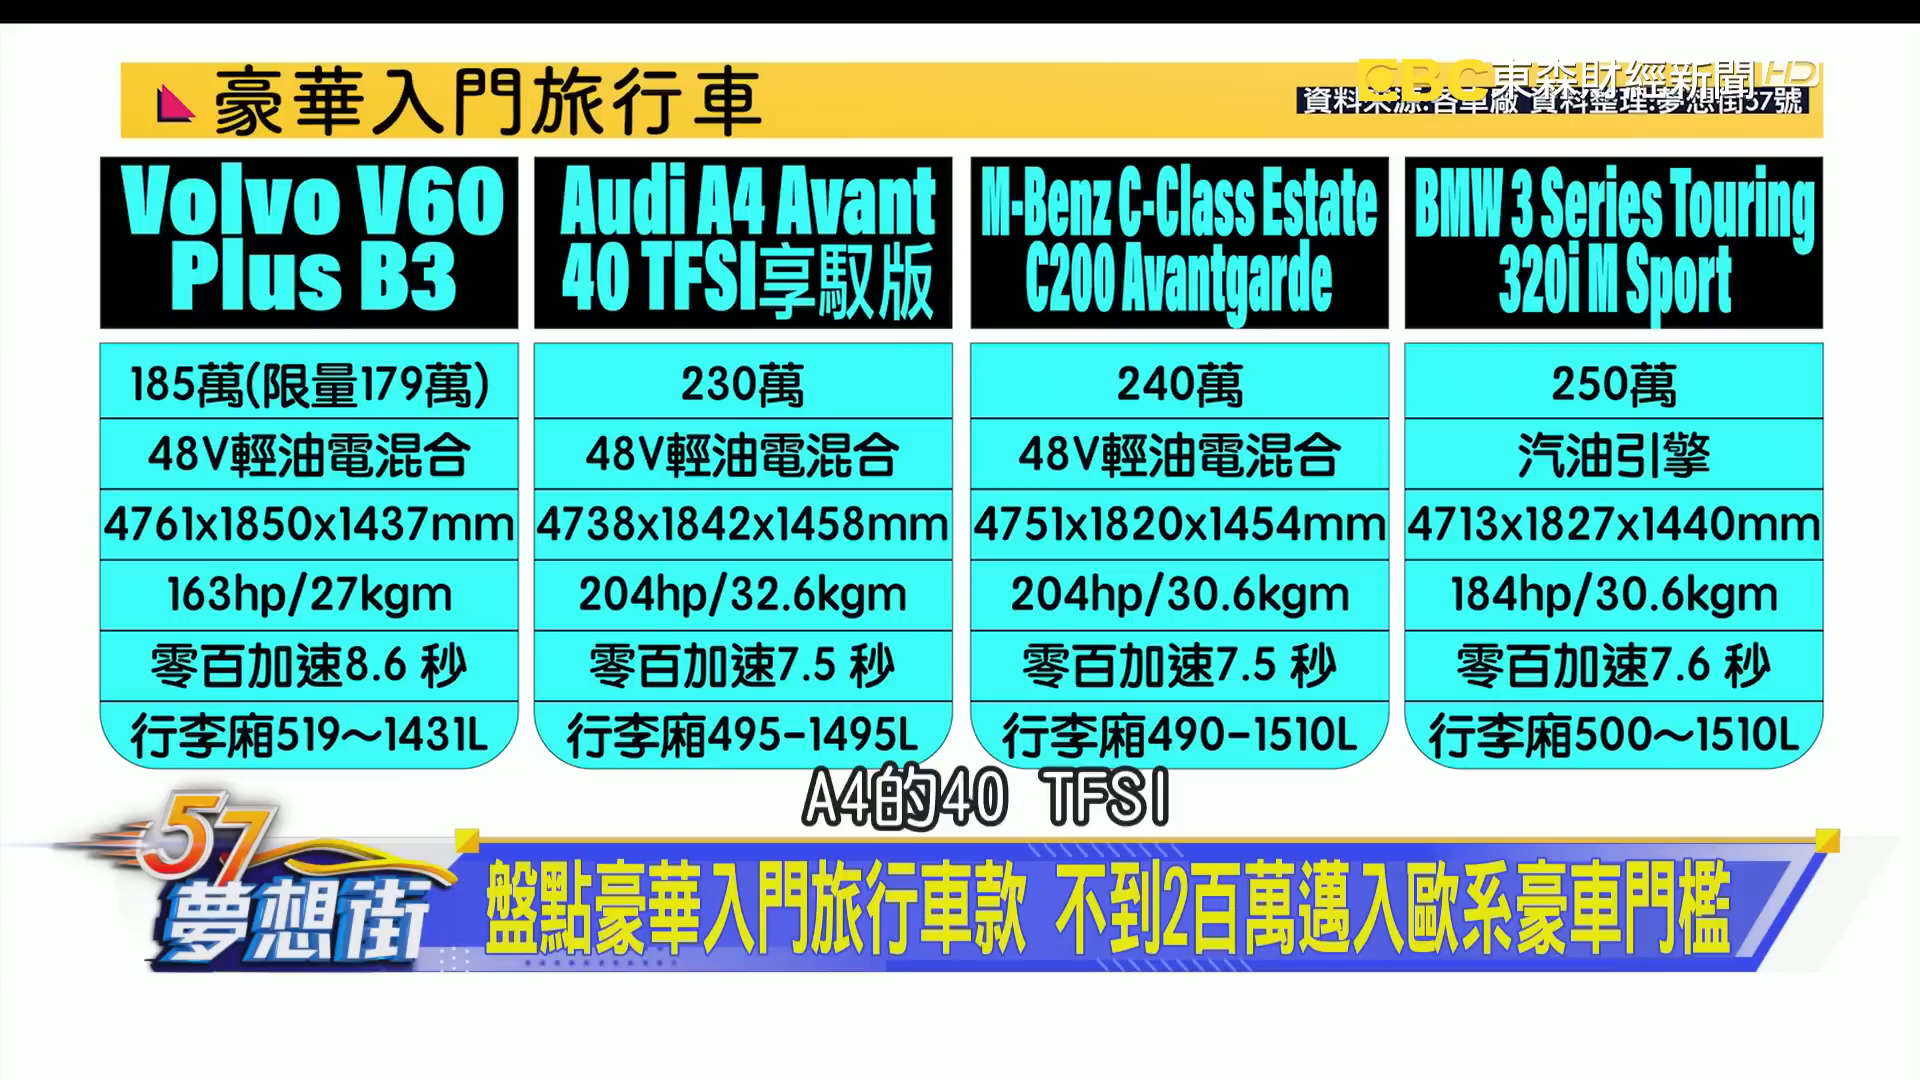 豪華入門旅行車
EBC東森財經新聞HD
資料來源:各車廠 資料整理:夢想街57號
Volvo V60
Plus B3
Audi A4 Avant
40 TFSI享馭版
M-Benz C-Class Estate
C200 Avantgarde
BMW 3 Series Touring
320i M Sport
185萬(限量179萬)
230萬
240萬
250萬
48V輕油電混合
48V輕油電混合
48V輕油電混合
汽油引擎
4761x1850x1437mm
4738x1842x1458mm
4751x1820x1454mm
4713x1827x1440mm
163hp/27kgm
204hp/32.6kgm
204hp/30.6kgm
184hp/30.6kgm
零百加速8.6 秒
零百加速7.5 秒
零百加速7.5 秒
零百加速7.6 秒
行李廂519~1431L
行李廂495-1495L
行李廂490-1510L
行李廂500~1510L
A4的40 TFSI
57
夢想街
盤點豪華入門旅行車款 不到2百萬邁入歐系豪車門檻